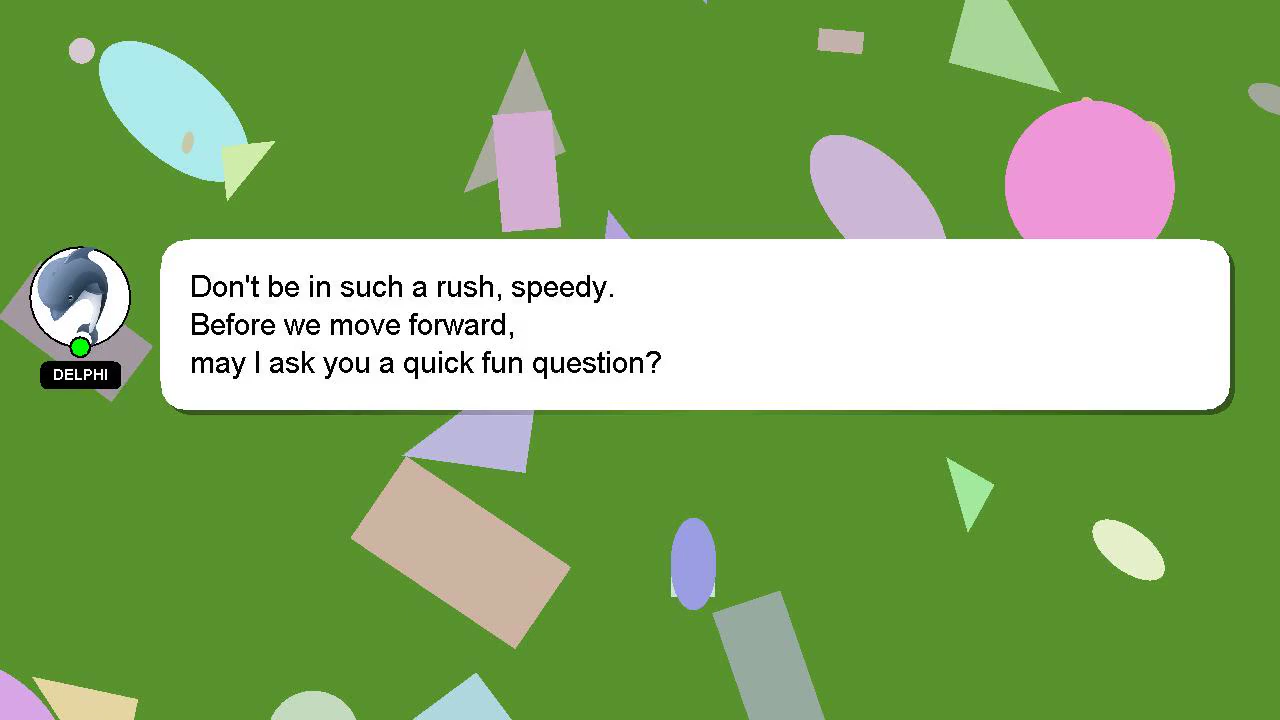 Don't be in such a rush, speedy.
Before we move forward,
may I ask you a quick fun question?
DELPHI